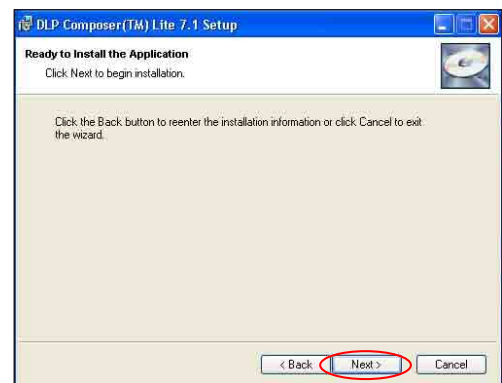 DLP Composer(TM) Lite 7.1 Setup
Ready to Install the Application
Click Next to begin installation.
Click the Back button to reenter the installation information or click Cancel to exit
the wizard.
< Back Next > Cancel